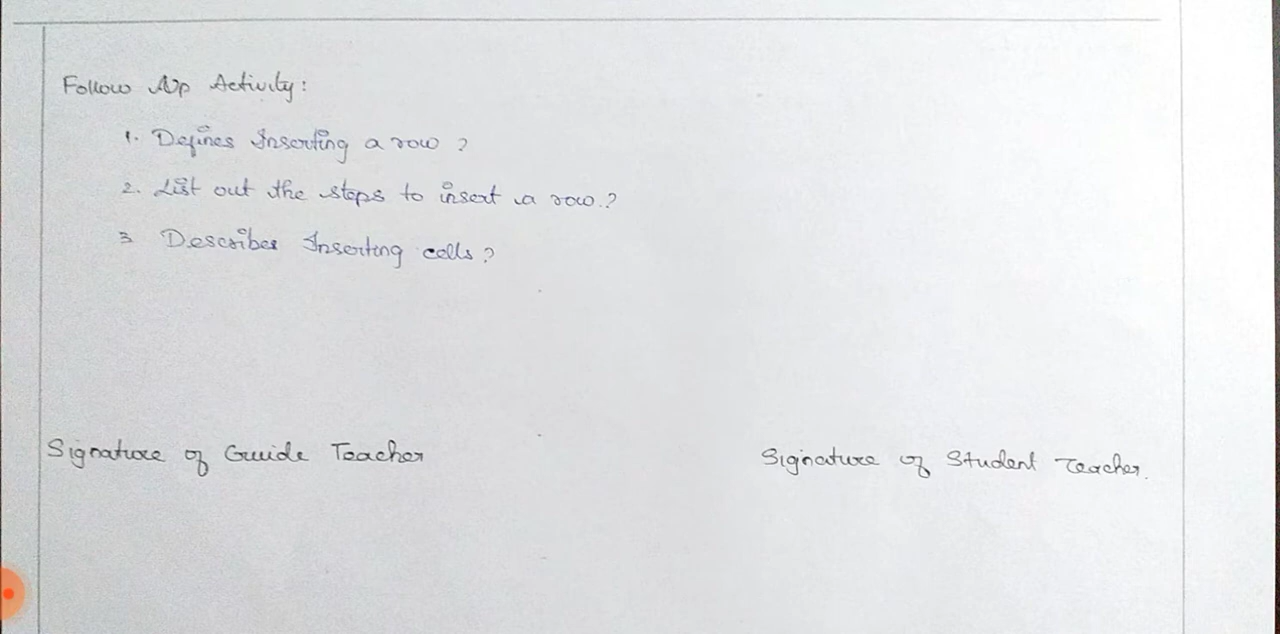 Follow Up Activity:
1. Defines Inserting a row ?
2. List out the steps to insert a row.?
3 Describes Inserting cells ?
Signature of Guide Teacher
Signature of Student Teacher.